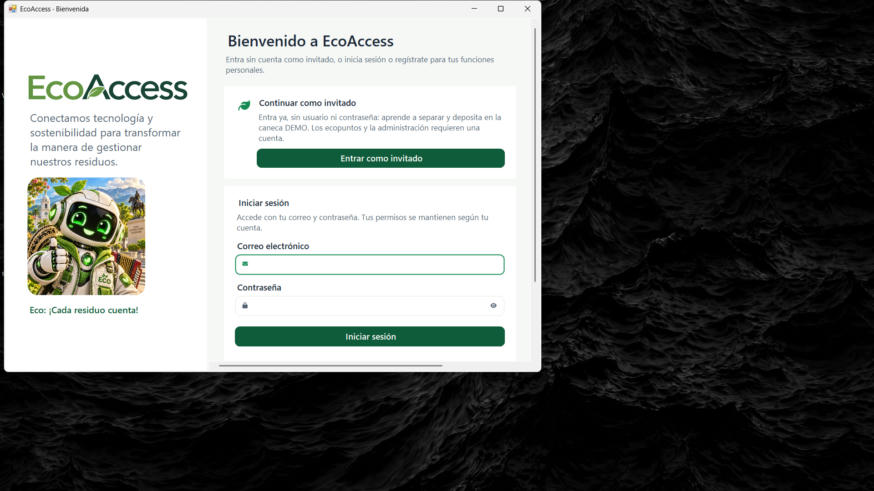 EcoAccess - Bienvenida
EcoAccess
Conectamos tecnología y
sostenibilidad para transformar
la manera de gestionar
nuestros residuos.
ECO
Eco: ¡Cada residuo cuenta!
Bienvenido a EcoAccess
Entra sin cuenta como invitado, o inicia sesión o regístrate para tus funciones
personales.
Continuar como invitado
Entra ya, sin usuario ni contraseña: aprende a separar y deposita en la
caneca DEMO. Los ecopuntos y la administración requieren una
cuenta.
Entrar como invitado
Iniciar sesión
Accede con tu correo y contraseña. Tus permisos se mantienen según tu
cuenta.
Correo electrónico
Contraseña
Iniciar sesión